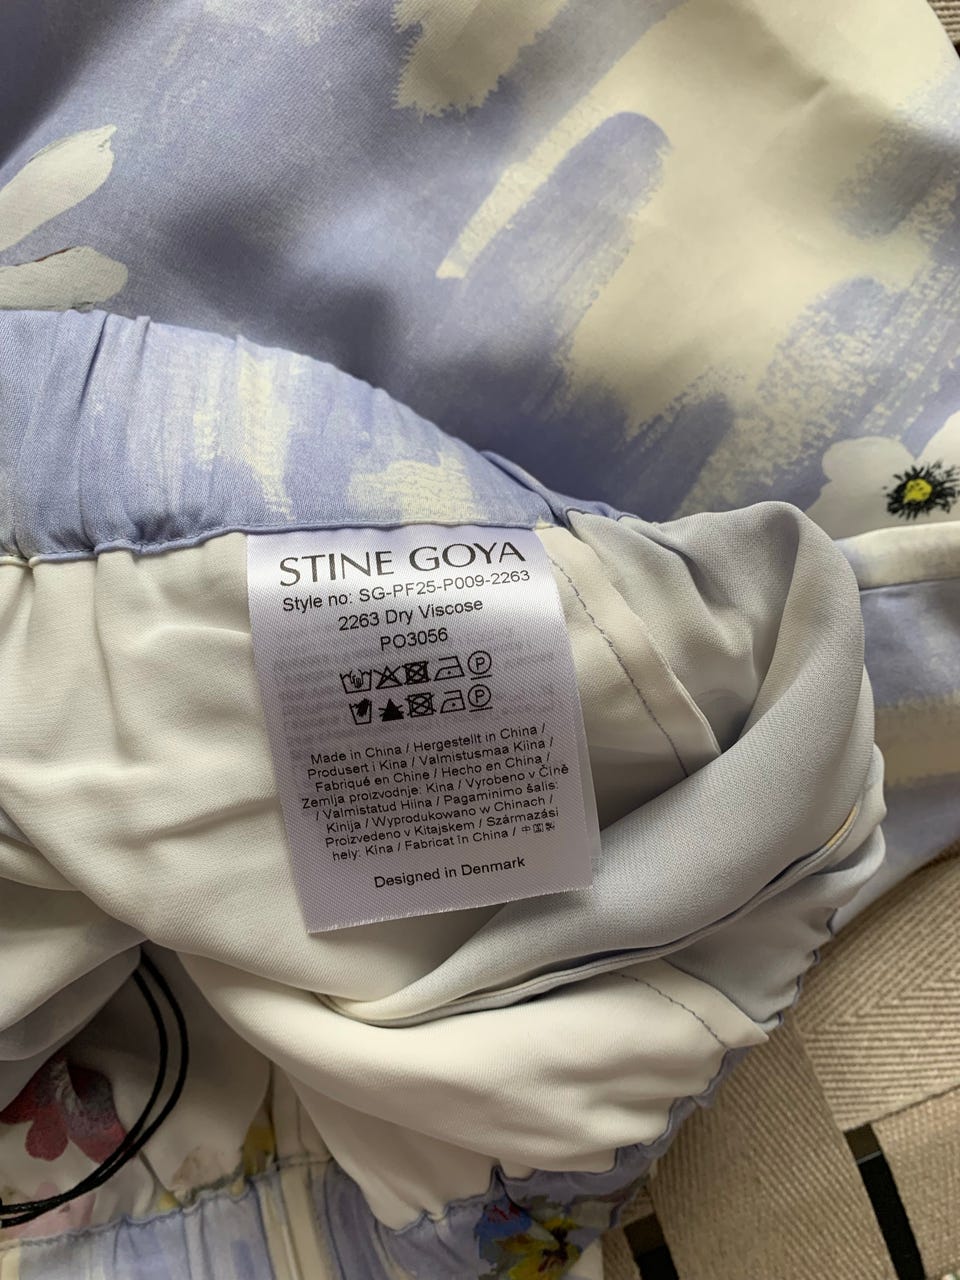 STINE GOYA
Style no: SG-PF25-P009-2263
2263 Dry Viscose
PO3056
P
P
Made in China / Hergestellt in China /
Produsert i Kina / Valmistusmaa Kiina /
Fabriqué en Chine / Hecho en China /
Zemlja proizvodnje: Kina / Vyrobeno v Čině
/ Valmistatud Hiina / Pagaminimo šalis:
Kinija / Wyprodukowano w Chinach /
Proizvedeno v Kitajskem / Származási
hely: Kina / Fabricat în China / 中国
Designed in Denmark